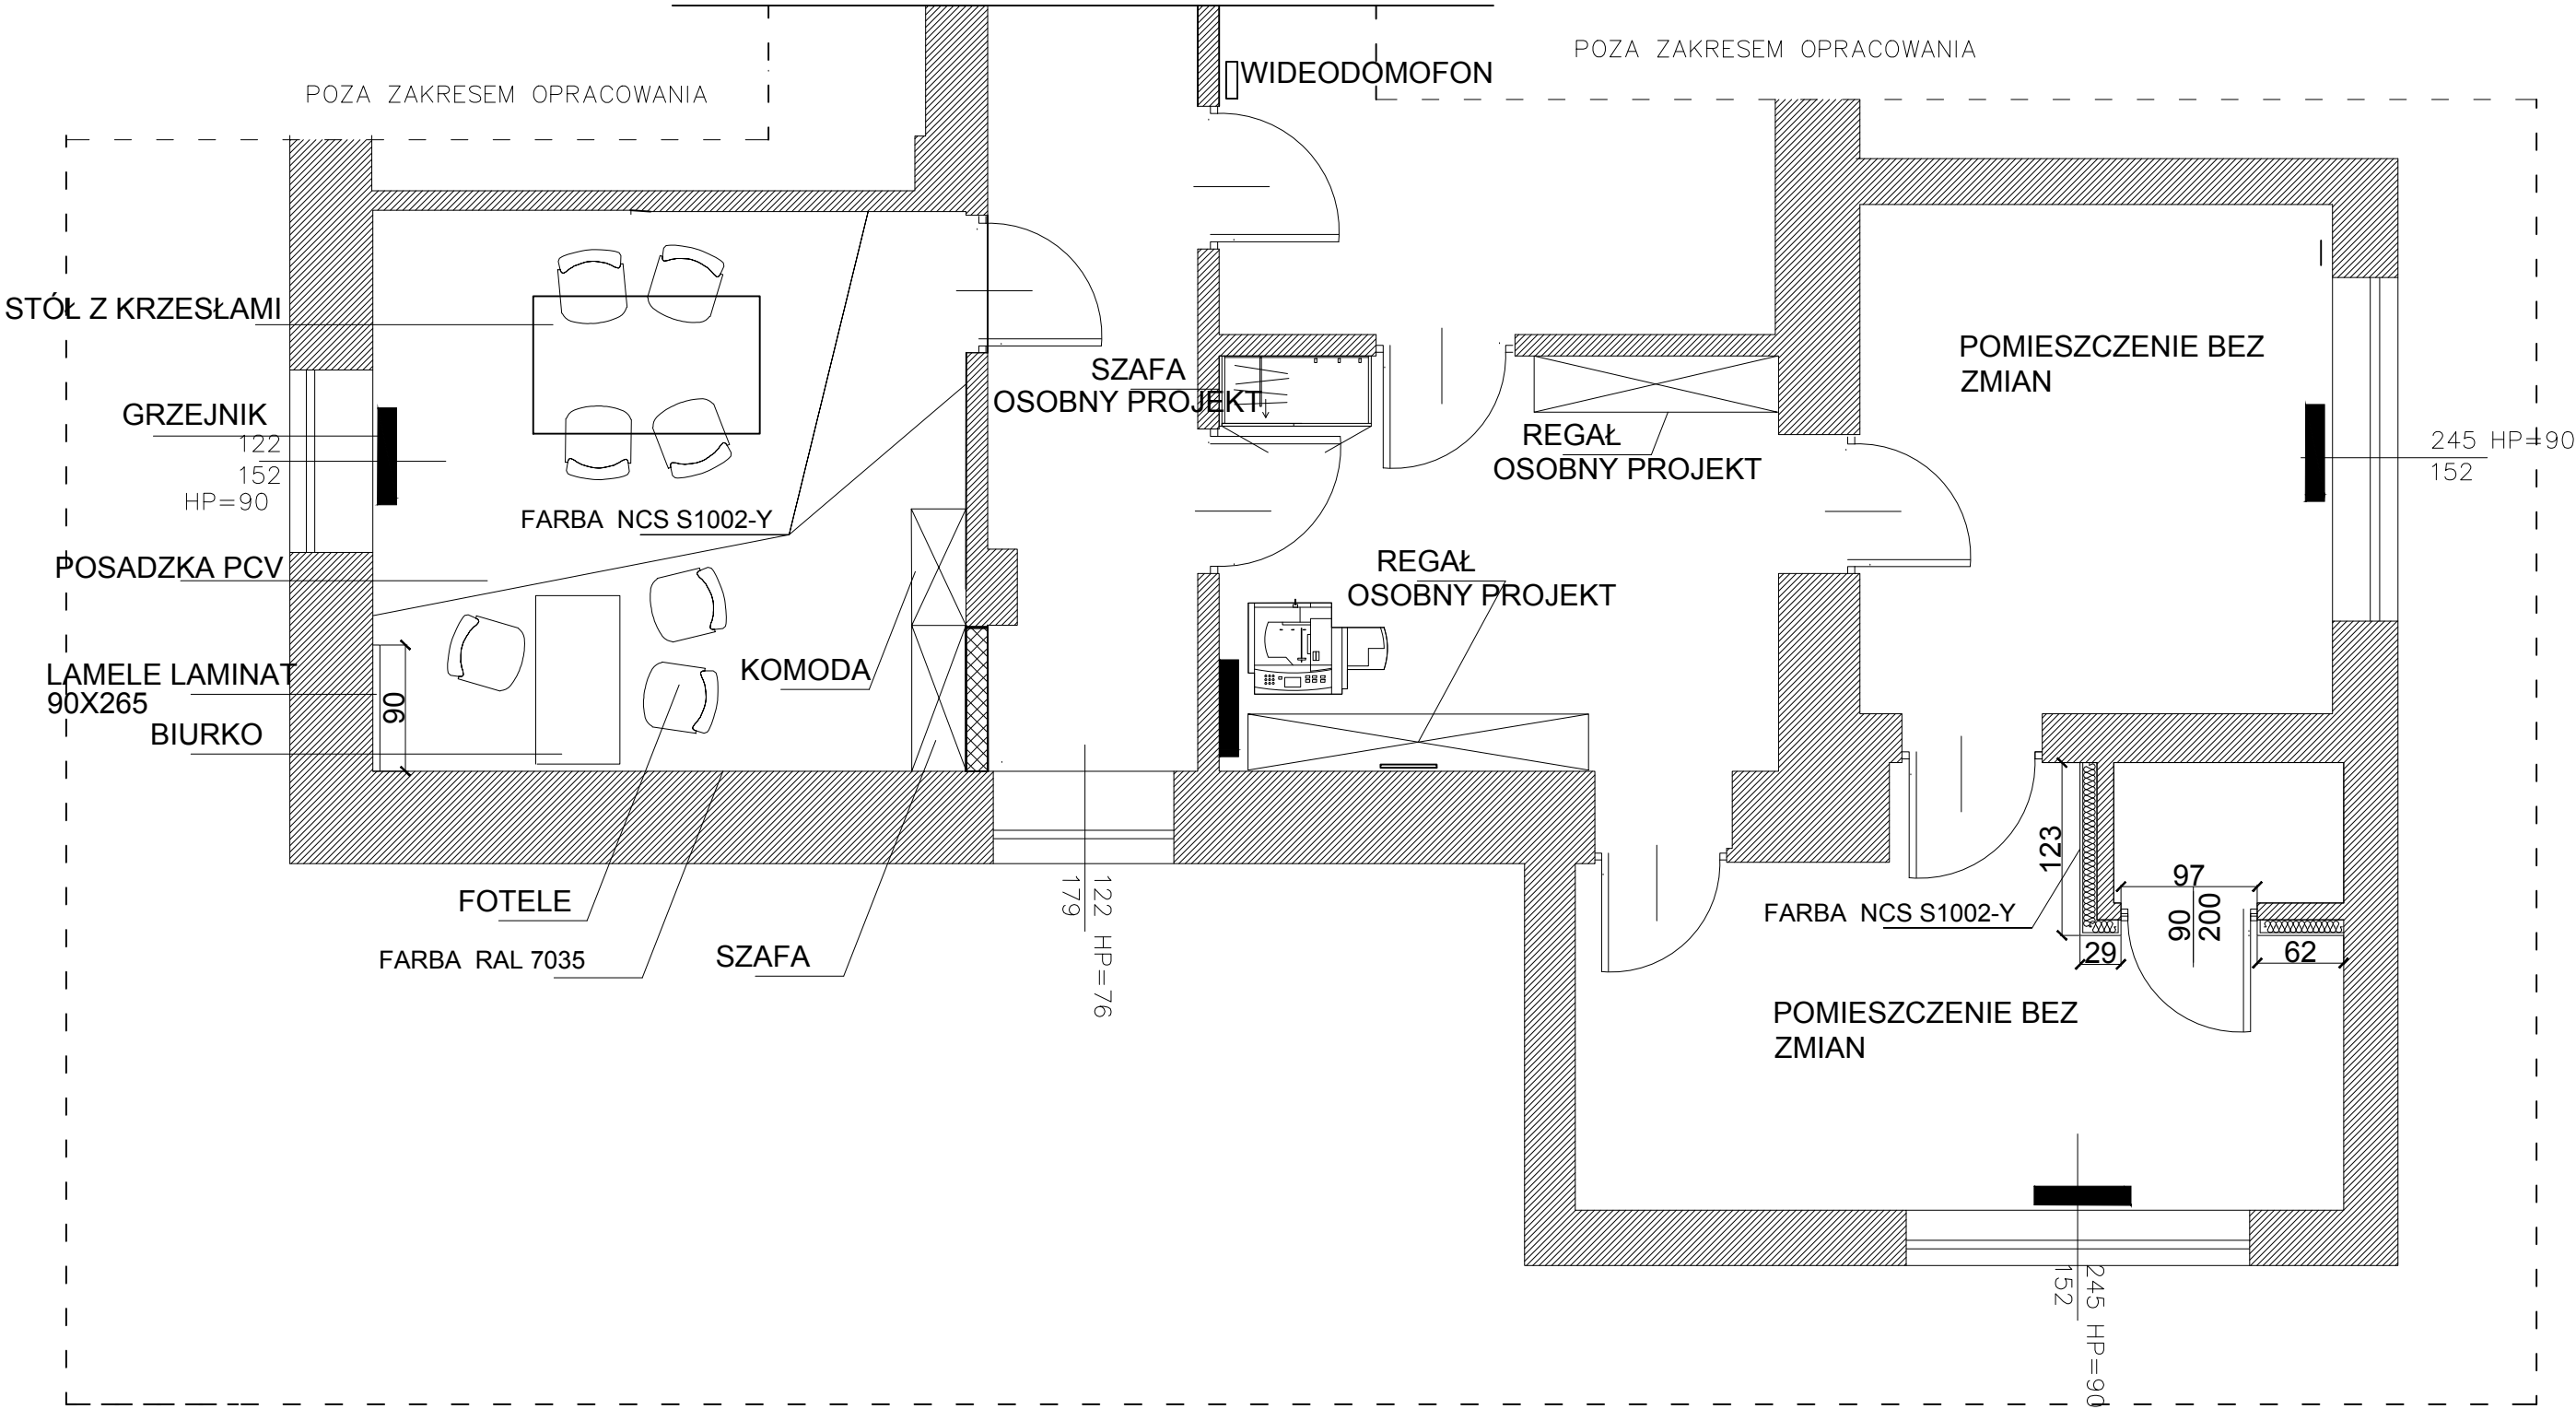 POZA ZAKRESEM OPRACOWANIA
WIDEODOMOFON
POZA ZAKRESEM OPRACOWANIA
STÓŁ Z KRZESŁAMI
GRZEJNIK
122
152
HP=90
FARBA NCS S1002-Y
POSADZKA PCV
LAMELE LAMINAT
90X265
90
BIURKO
KOMODA
FOTELE
FARBA RAL 7035
SZAFA
SZAFA
OSOBNY PROJEKT
REGAŁ
OSOBNY PROJEKT
REGAŁ
OSOBNY PROJEKT
122 HP=76
179
POMIESZCZENIE BEZ
ZMIAN
245 HP=90
152
123
97
90
200
29
62
FARBA NCS S1002-Y
POMIESZCZENIE BEZ
ZMIAN
245 HP=90
152